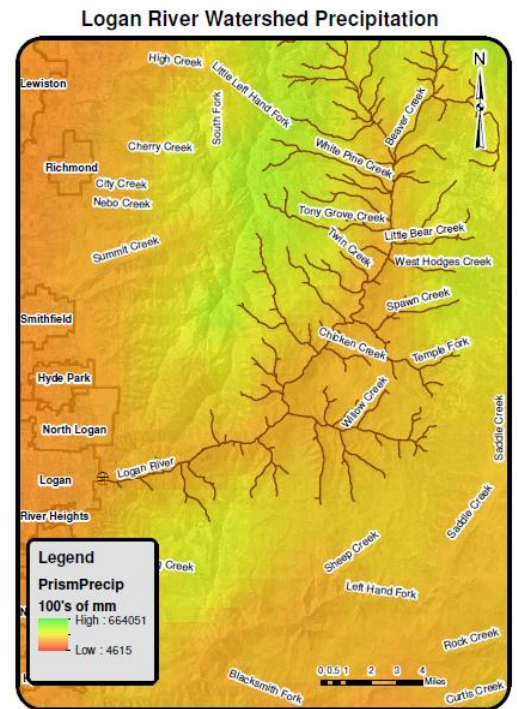 Logan River Watershed Precipitation
High Creek
N
Lewiston
Little Left Hand Fork
South Fork
Beaver Creek
Cherry Creek
White Pine Creek
Richmond
City Creek
Nebo Creek
Tony Grove Creek
Little Bear Creek
Twin Creek
Summit Creek
West Hodges Creek
Spawn Creek
Smithfield
Chicken Creek
Temple Fork
Hyde Park
Willow Creek
Saddle Creek
North Logan
Logan River
Logan
Saddle Creek
River Heights
Sheep Creek
Creek
Left Hand Fork
Legend
PrismPrecip
100's of mm
High : 664051
Low : 4615
N
Rock Creek
0 0.5 1 2 3 4
Miles
Blacksmith Fork
Curtis Creek